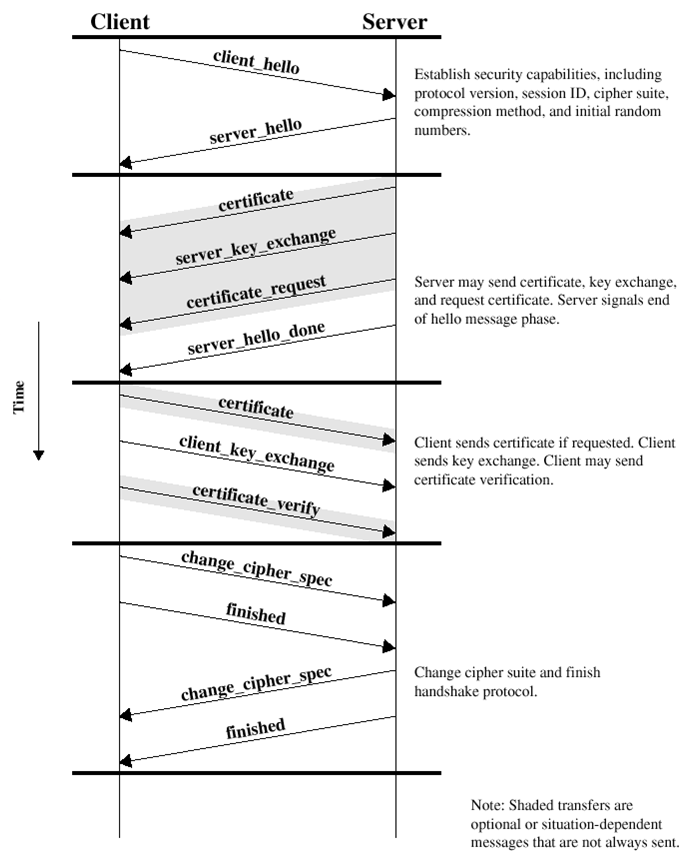 Client Server
client_hello
Establish security capabilities, including
protocol version, session ID, cipher suite,
compression method, and initial random
numbers.
server_hello
certificate
server_key_exchange
certificate_request
server_hello_done
Server may send certificate, key exchange,
and request certificate. Server signals end
of hello message phase.
Time
certificate
client_key_exchange
certificate_verify
Client sends certificate if requested. Client
sends key exchange. Client may send
certificate verification.
change_cipher_spec
finished
change_cipher_spec
finished
Change cipher suite and finish
handshake protocol.
Note: Shaded transfers are
optional or situation-dependent
messages that are not always sent.